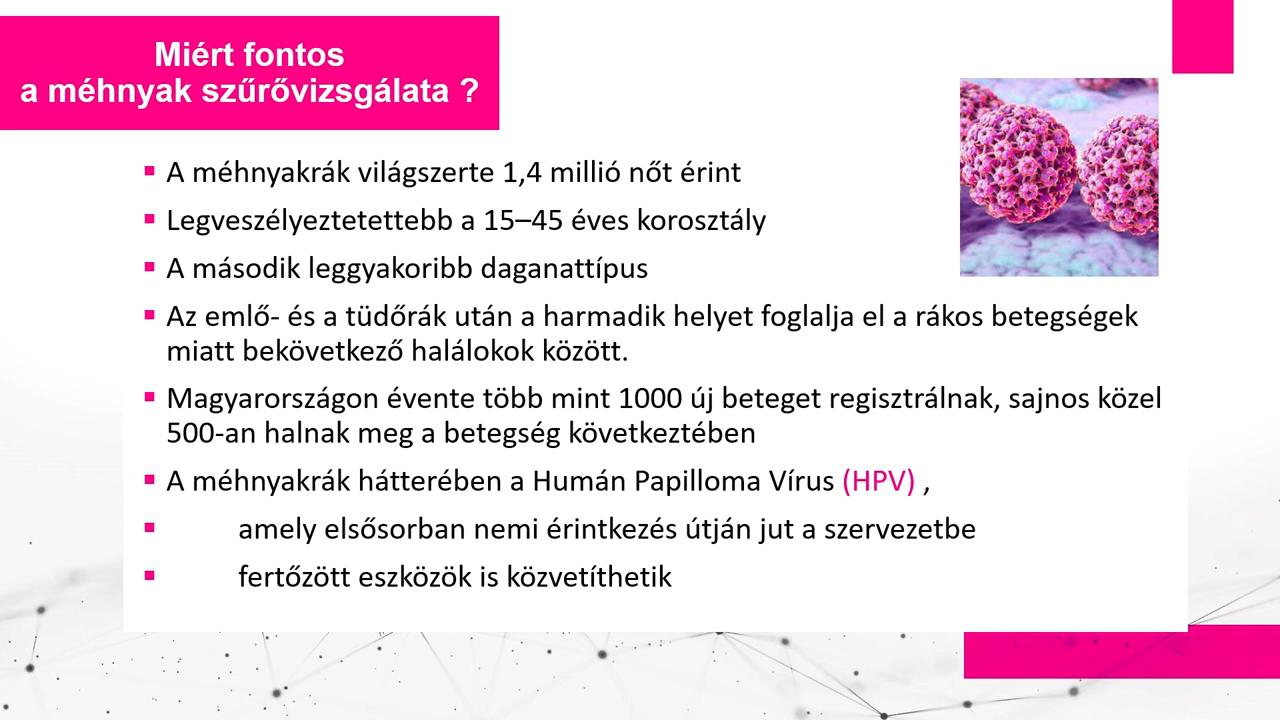 Miért fontos
a méhnyak szűrővizsgálata ?
▪ A méhnyakrák világszerte 1,4 millió nőt érint
▪ Legveszélyeztetettebb a 15–45 éves korosztály
▪ A második leggyakoribb daganattípus
▪ Az emlő- és a tüdőrák után a harmadik helyet foglalja el a rákos betegségek
miatt bekövetkező halálokok között.
▪ Magyarországon évente több mint 1000 új beteget regisztrálnak, sajnos közel
500-an halnak meg a betegség következtében
▪ A méhnyakrák hátterében a Humán Papilloma Vírus (HPV) ,
▪ amely elsősorban nemi érintkezés útján jut a szervezetbe
▪ fertőzött eszközök is közvetíthetik